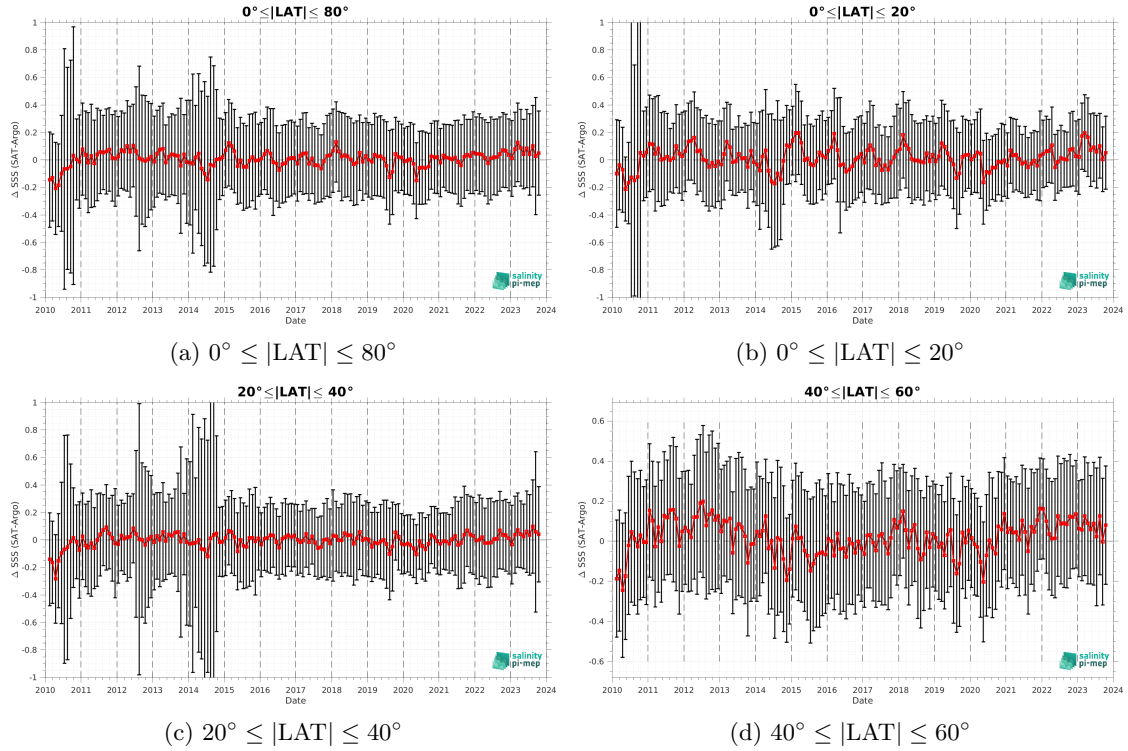 0°≤|LAT|≤ 80°
Δ SSS (SAT-Argo)
1
0.8
0.6
0.4
0.2
0
-0.2
-0.4
-0.6
-0.8
-1
2010 2011 2012 2013 2014 2015 2016 2017 2018 2019 2020 2021 2022 2023 2024
Date
salinity
pi-mep
(a) 0° ≤ |LAT| ≤ 80°
0°≤|LAT|≤ 20°
Δ SSS (SAT-Argo)
1
0.8
0.6
0.4
0.2
0
-0.2
-0.4
-0.6
-0.8
-1
2010 2011 2012 2013 2014 2015 2016 2017 2018 2019 2020 2021 2022 2023 2024
Date
salinity
pi-mep
(b) 0° ≤ |LAT| ≤ 20°
20°≤|LAT|≤ 40°
Δ SSS (SAT-Argo)
1
0.8
0.6
0.4
0.2
0
-0.2
-0.4
-0.6
-0.8
-1
2010 2011 2012 2013 2014 2015 2016 2017 2018 2019 2020 2021 2022 2023 2024
Date
salinity
pi-mep
(c) 20° ≤ |LAT| ≤ 40°
40°≤|LAT|≤ 60°
Δ SSS (SAT-Argo)
0.6
0.4
0.2
0
-0.2
-0.4
-0.6
2010 2011 2012 2013 2014 2015 2016 2017 2018 2019 2020 2021 2022 2023 2024
Date
salinity
pi-mep
(d) 40° ≤ |LAT| ≤ 60°